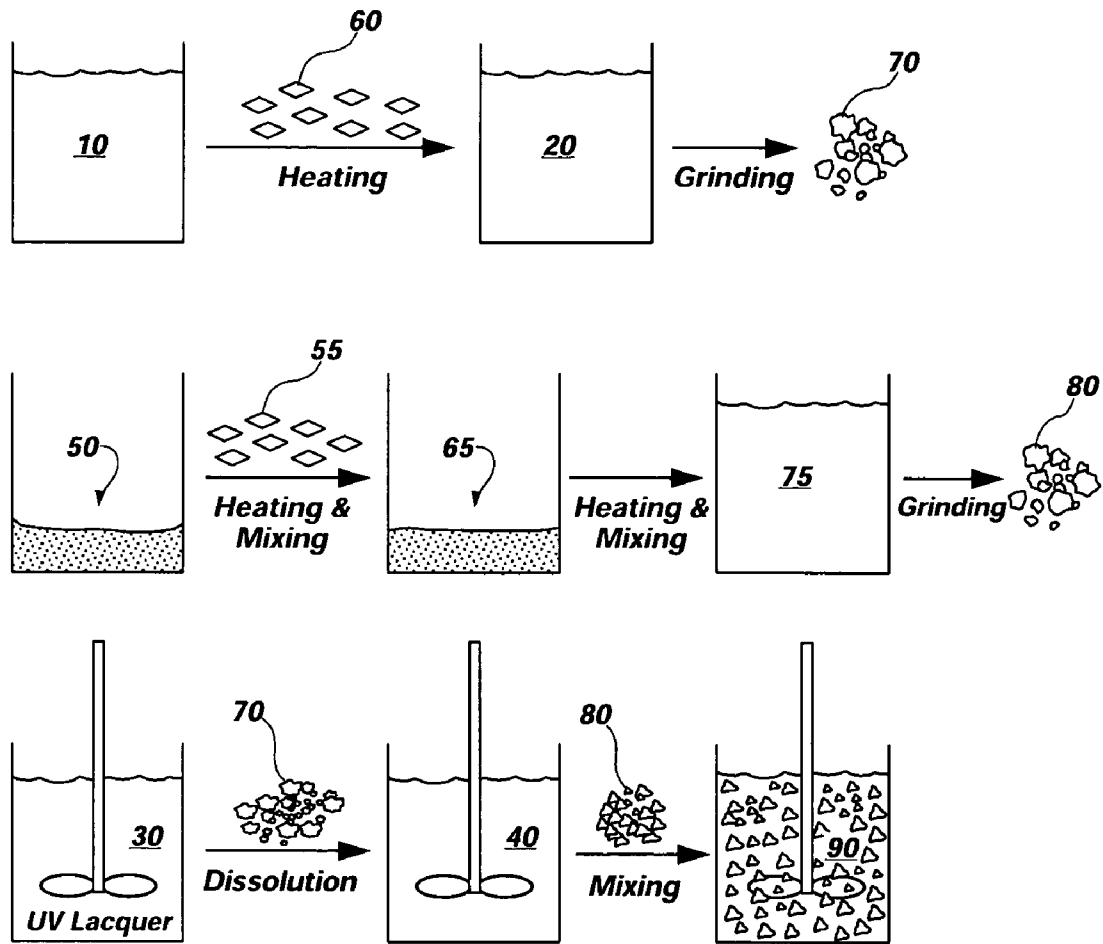 60
70
10
20
Heating
Grinding
55
80
50
65
75
Heating &
Mixing
Heating &
Mixing
Grinding
70
80
30
40
90
Dissolution
Mixing
UV Lacquer